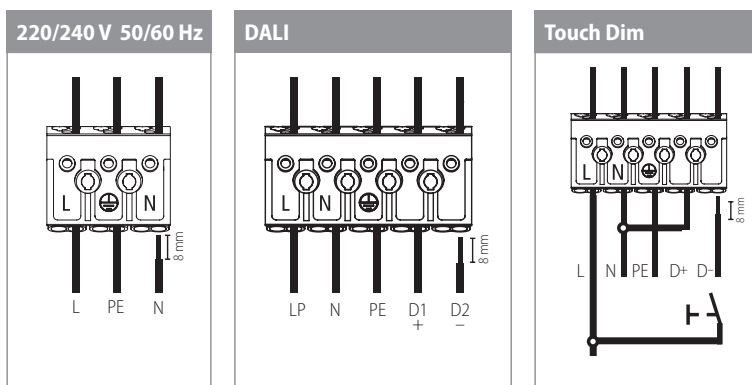 220/240 V 50/60 Hz
L N
8 mm
L PE N
DALI
L N
8 mm
LP N PE D1 D2
+ –
Touch Dim
L N
8 mm
L N PE D+ D-